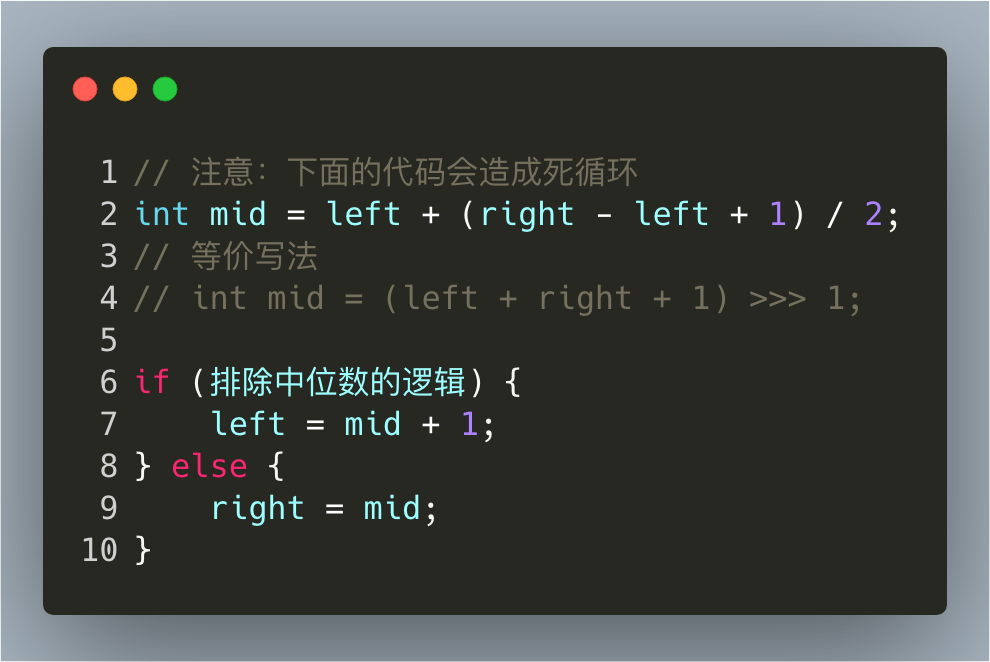 1 // 注意：下面的代码会造成死循环
2 int mid = left + (right - left + 1) / 2;
3 // 等价写法
4 // int mid = (left + right + 1) >>> 1;
5
6 if (排除中位数的逻辑) {
7     left = mid + 1;
8 } else {
9     right = mid;
10 }